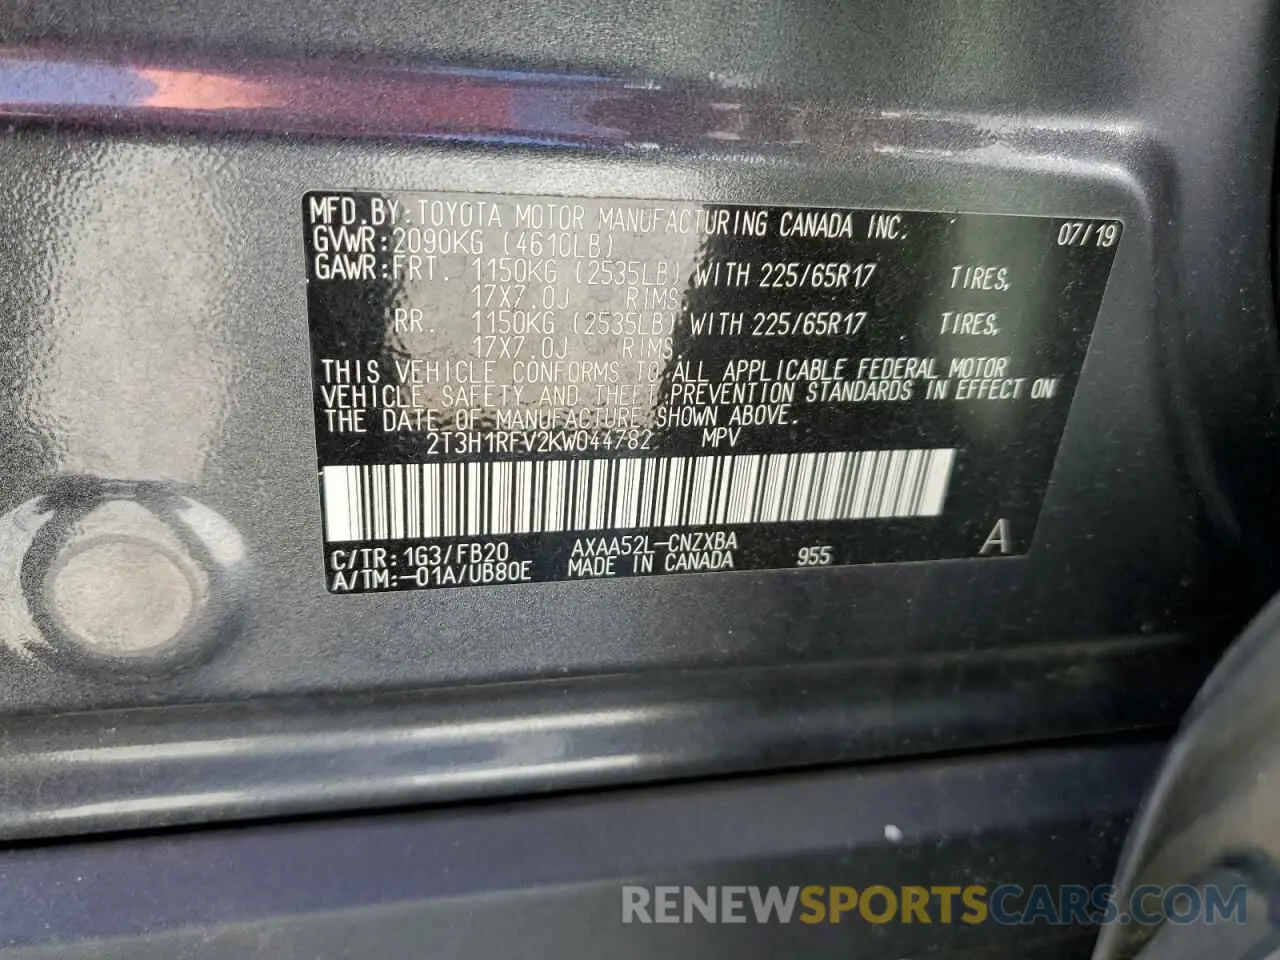 MFD.BY:TOYOTA MOTOR MANUFACTURING CANADA INC. 07/19
GVWR:2090KG (4610LB)
GAWR:FRT. 1150KG (2535LB) WITH 225/65R17 TIRES,
17X7.0J RIMS.
RR. 1150KG (2535LB) WITH 225/65R17 TIRES,
17X7.0J RIMS.
THIS VEHICLE CONFORMS TO ALL APPLICABLE FEDERAL MOTOR
VEHICLE SAFETY AND THEFT PREVENTION STANDARDS IN EFFECT ON
THE DATE OF MANUFACTURE SHOWN ABOVE.
2T3H1RFV2KW044782 MPV
C/TR: 1G3/FB20 AXAA52L-CNZXBA 955 A
A/TM:-01A/UB80E MADE IN CANADA
RENEWSPORTSCARS.COM